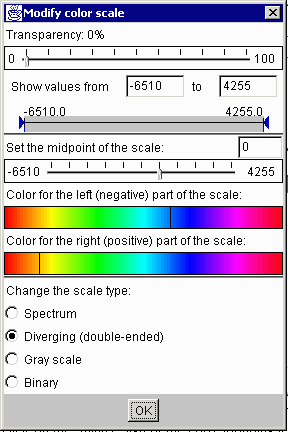 Modify color scale
Transparency: 0%
0 100
Show values from -6510 to 4255
-6510.0 4255.0
Set the midpoint of the scale: 0
-6510 4255
Color for the left (negative) part of the scale:
Color for the right (positive) part of the scale:
Change the scale type:
Spectrum
Diverging (double-ended)
Gray scale
Binary
OK